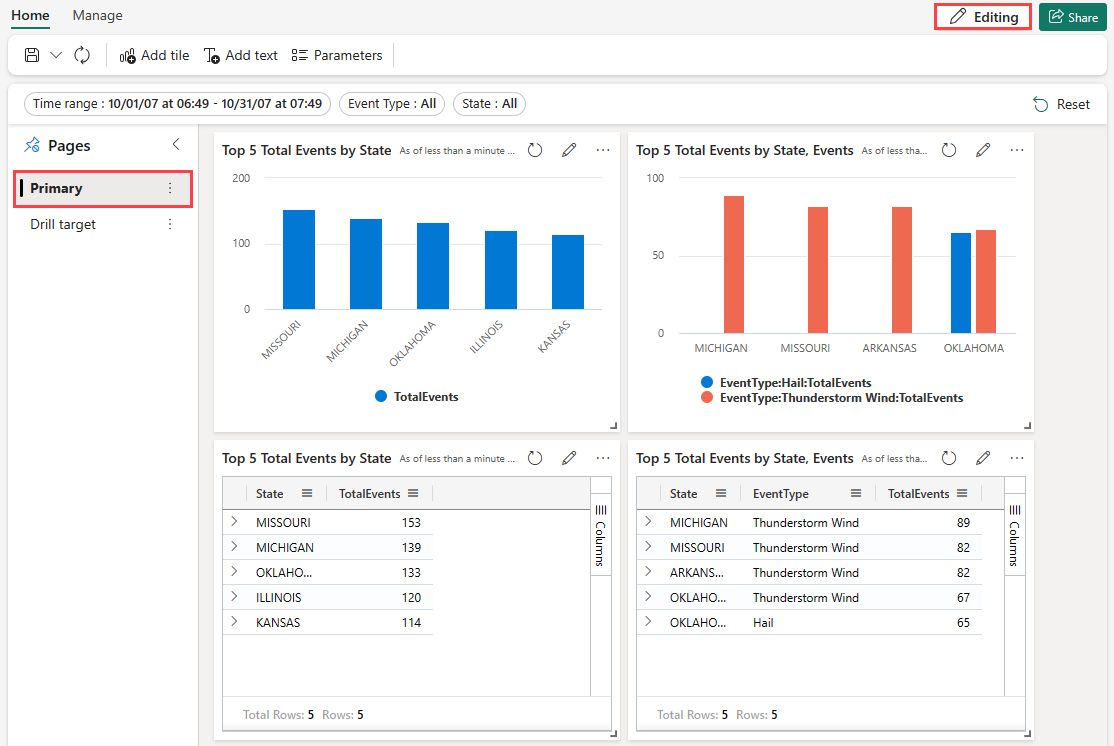 Home Manage Editing Share
Add tile Add text Parameters
Time range : 10/01/07 at 06:49 - 10/31/07 at 07:49 Event Type : All State : All Reset
Pages
Primary
Drill target
Top 5 Total Events by State As of less than a minute ...
200
100
0
MISSOURI MICHIGAN OKLAHOMA ILLINOIS KANSAS
TotalEvents
Top 5 Total Events by State, Events As of less tha...
100
50
0
MICHIGAN MISSOURI ARKANSAS OKLAHOMA
EventType:Hail:TotalEvents
EventType:Thunderstorm Wind:TotalEvents
Top 5 Total Events by State As of less than a minute ...
State TotalEvents
MISSOURI 153
MICHIGAN 139
OKLAHO... 133
ILLINOIS 120
KANSAS 114
Columns
Total Rows: 5 Rows: 5
Top 5 Total Events by State, Events As of less tha...
State EventType TotalEvents
MICHIGAN Thunderstorm Wind 89
MISSOURI Thunderstorm Wind 82
ARKANS... Thunderstorm Wind 82
OKLAHO... Thunderstorm Wind 67
OKLAHO... Hail 65
Columns
Total Rows: 5 Rows: 5